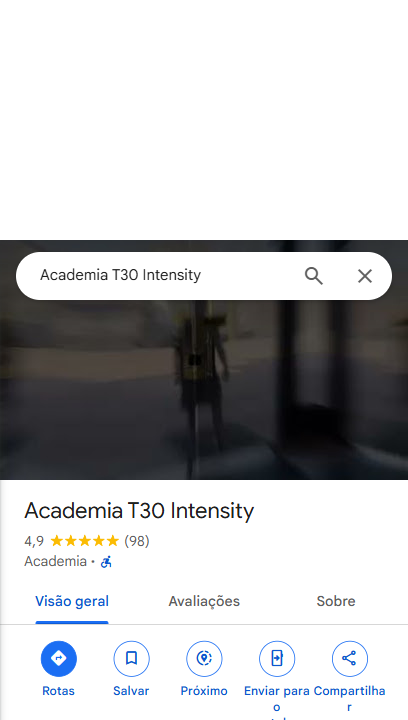 Academia T30 Intensity
Academia T30 Intensity
4,9 (98)
Academia ·
Visão geral Avaliações Sobre
Rotas Salvar Próximo Enviar para o Compartilhar